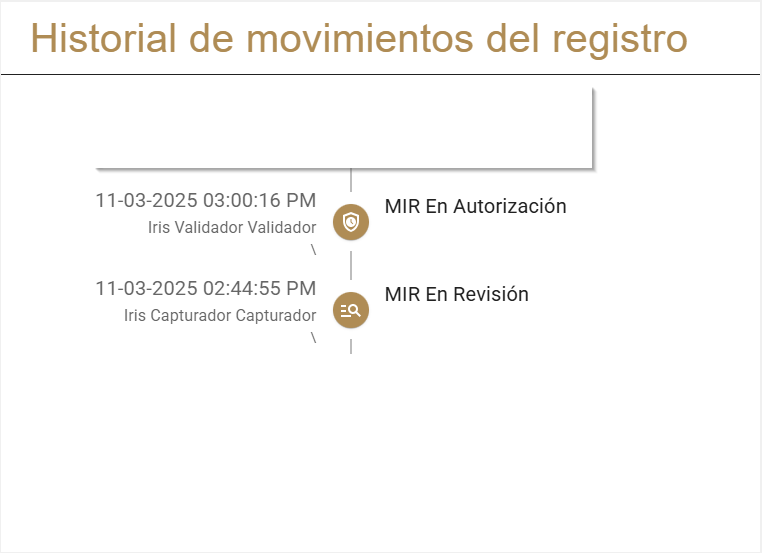 Historial de movimientos del registro
11-03-2025 03:00:16 PM
Iris Validador Validador
\
MIR En Autorización
11-03-2025 02:44:55 PM
Iris Capturador Capturador
\
MIR En Revisión